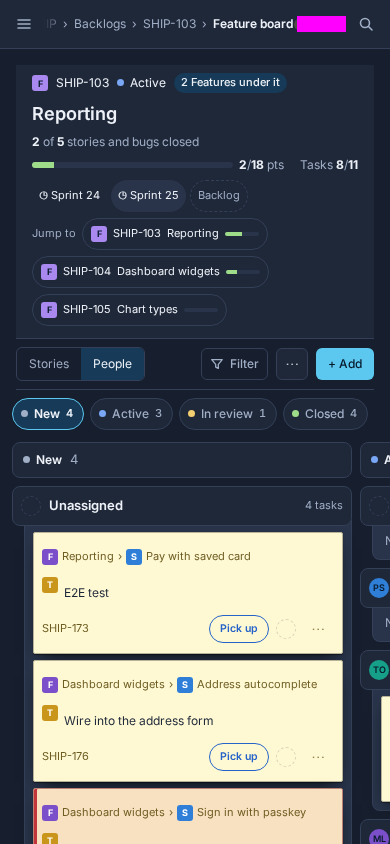 IP › Backlogs › SHIP-103 › Feature board
F SHIP-103 Active 2 Features under it
Reporting
2 of 5 stories and bugs closed
2/18 pts Tasks 8/11
Sprint 24 Sprint 25 Backlog
Jump to F SHIP-103 Reporting
F SHIP-104 Dashboard widgets
F SHIP-105 Chart types
Stories People Filter ... + Add
New 4 Active 3 In review 1 Closed 4
New 4 A
Unassigned 4 tasks
F Reporting › S Pay with saved card
T E2E test
SHIP-173 Pick up ...
F Dashboard widgets › S Address autocomplete
T Wire into the address form
SHIP-176 Pick up ...
F Dashboard widgets › S Sign in with passkey
T
N
PS
N
TO
ML